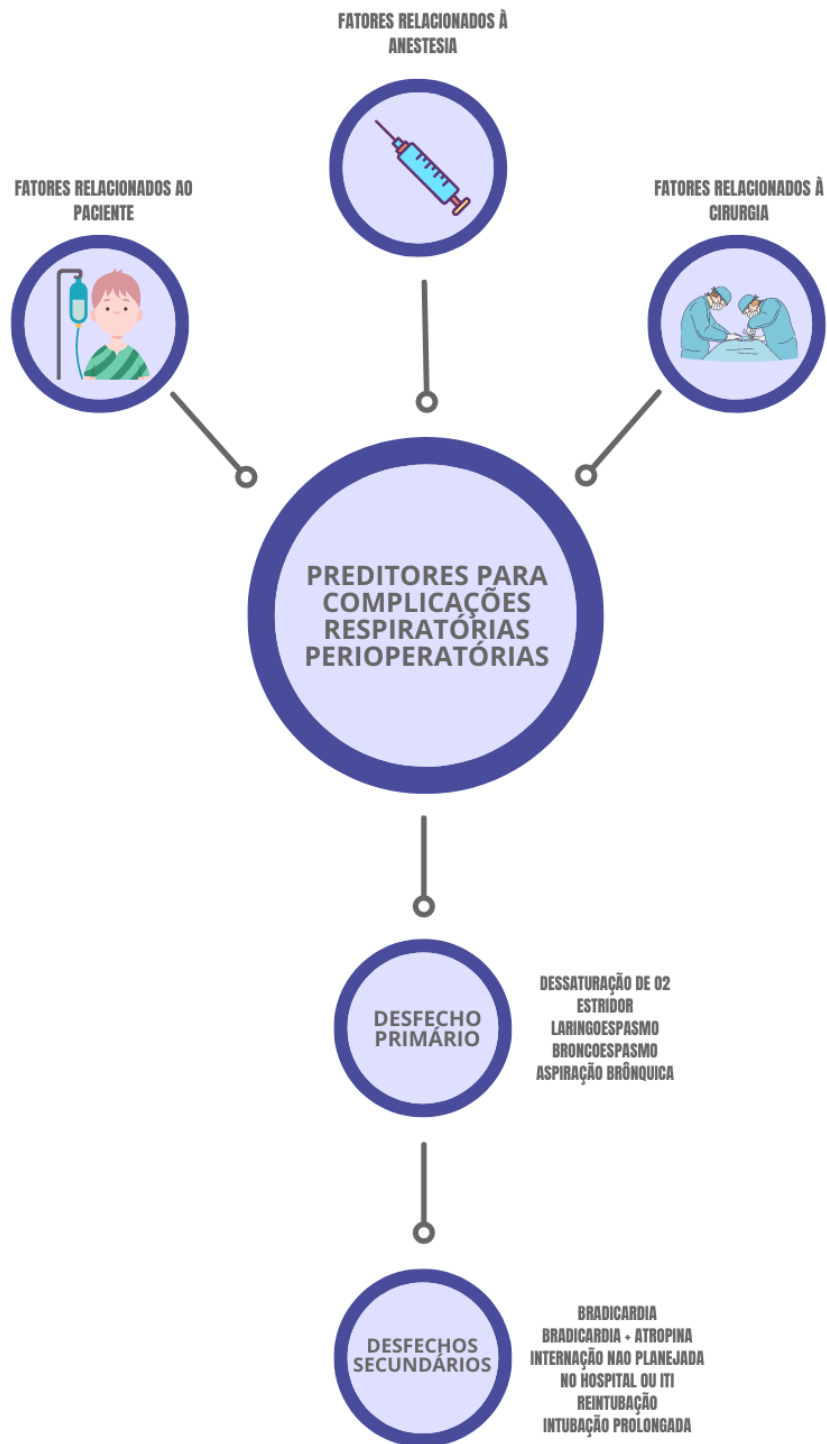 FATORES RELACIONADOS À
ANESTESIA
FATORES RELACIONADOS AO
PACIENTE
FATORES RELACIONADOS À
CIRURGIA
PREDITORES PARA
COMPLICAÇÕES
RESPIRATÓRIAS
PERIOPERATÓRIAS
DESFECHO
PRIMÁRIO
DESSATURAÇÃO DE O2
ESTRIDOR
LARINGOESPASMO
BRONCOESPASMO
ASPIRAÇÃO BRÔNQUICA
DESFECHOS
SECUNDÁRIOS
BRADICARDIA
BRADICARDIA + ATROPINA
INTERNAÇÃO NAO PLANEJADA
NO HOSPITAL OU ITI
REINTUBAÇÃO
INTUBAÇÃO PROLONGADA